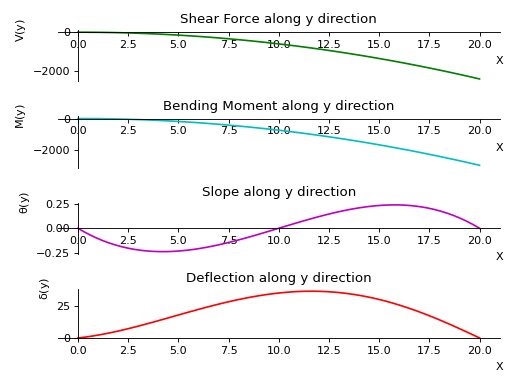 Shear Force along y direction
V(y)
0
−2000
0.0 2.5 5.0 7.5 10.0 12.5 15.0 17.5 20.0
X
Bending Moment along y direction
M(y)
0
−2000
0.0 2.5 5.0 7.5 10.0 12.5 15.0 17.5 20.0
X
Slope along y direction
θ(y)
0.25
0.00
−0.25
0.0 2.5 5.0 7.5 10.0 12.5 15.0 17.5 20.0
X
Deflection along y direction
δ(y)
25
0
0.0 2.5 5.0 7.5 10.0 12.5 15.0 17.5 20.0
X